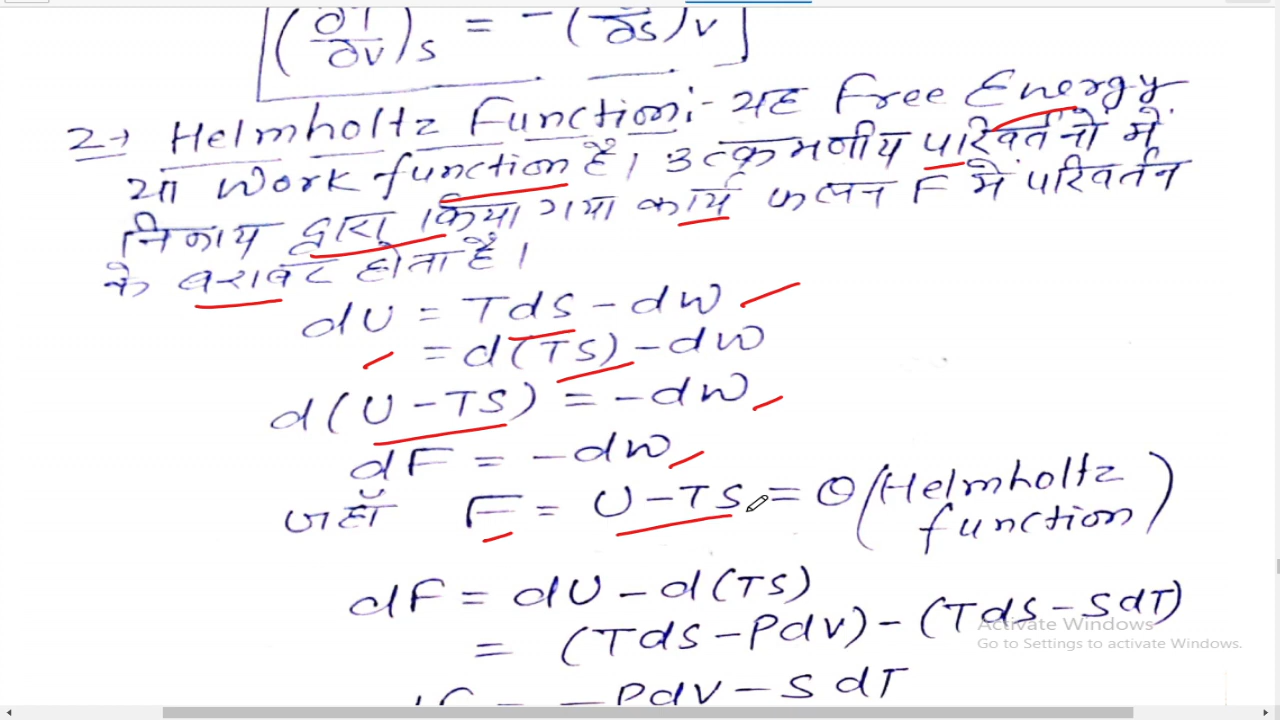 (∂T/∂V)S = -( /∂S)V
2→ Helmholtz Function:- यह Free Energy
या Work function है। उत्क्रमणीय परिवर्तनों में
निकाय द्वारा किया गया कार्य फलन F में परिवर्तन
के बराबर होता है।
dU = TdS - dW
= d(TS) - dW
d(U - TS) = - dW
dF = - dW
जहाँ F = U - TS = 0 (Helmholtz function)
dF = dU - d(TS)
= (TdS - PdV) - (TdS - SdT)
- PdV - S dT
Activate Windows
Go to Settings to activate Windows.